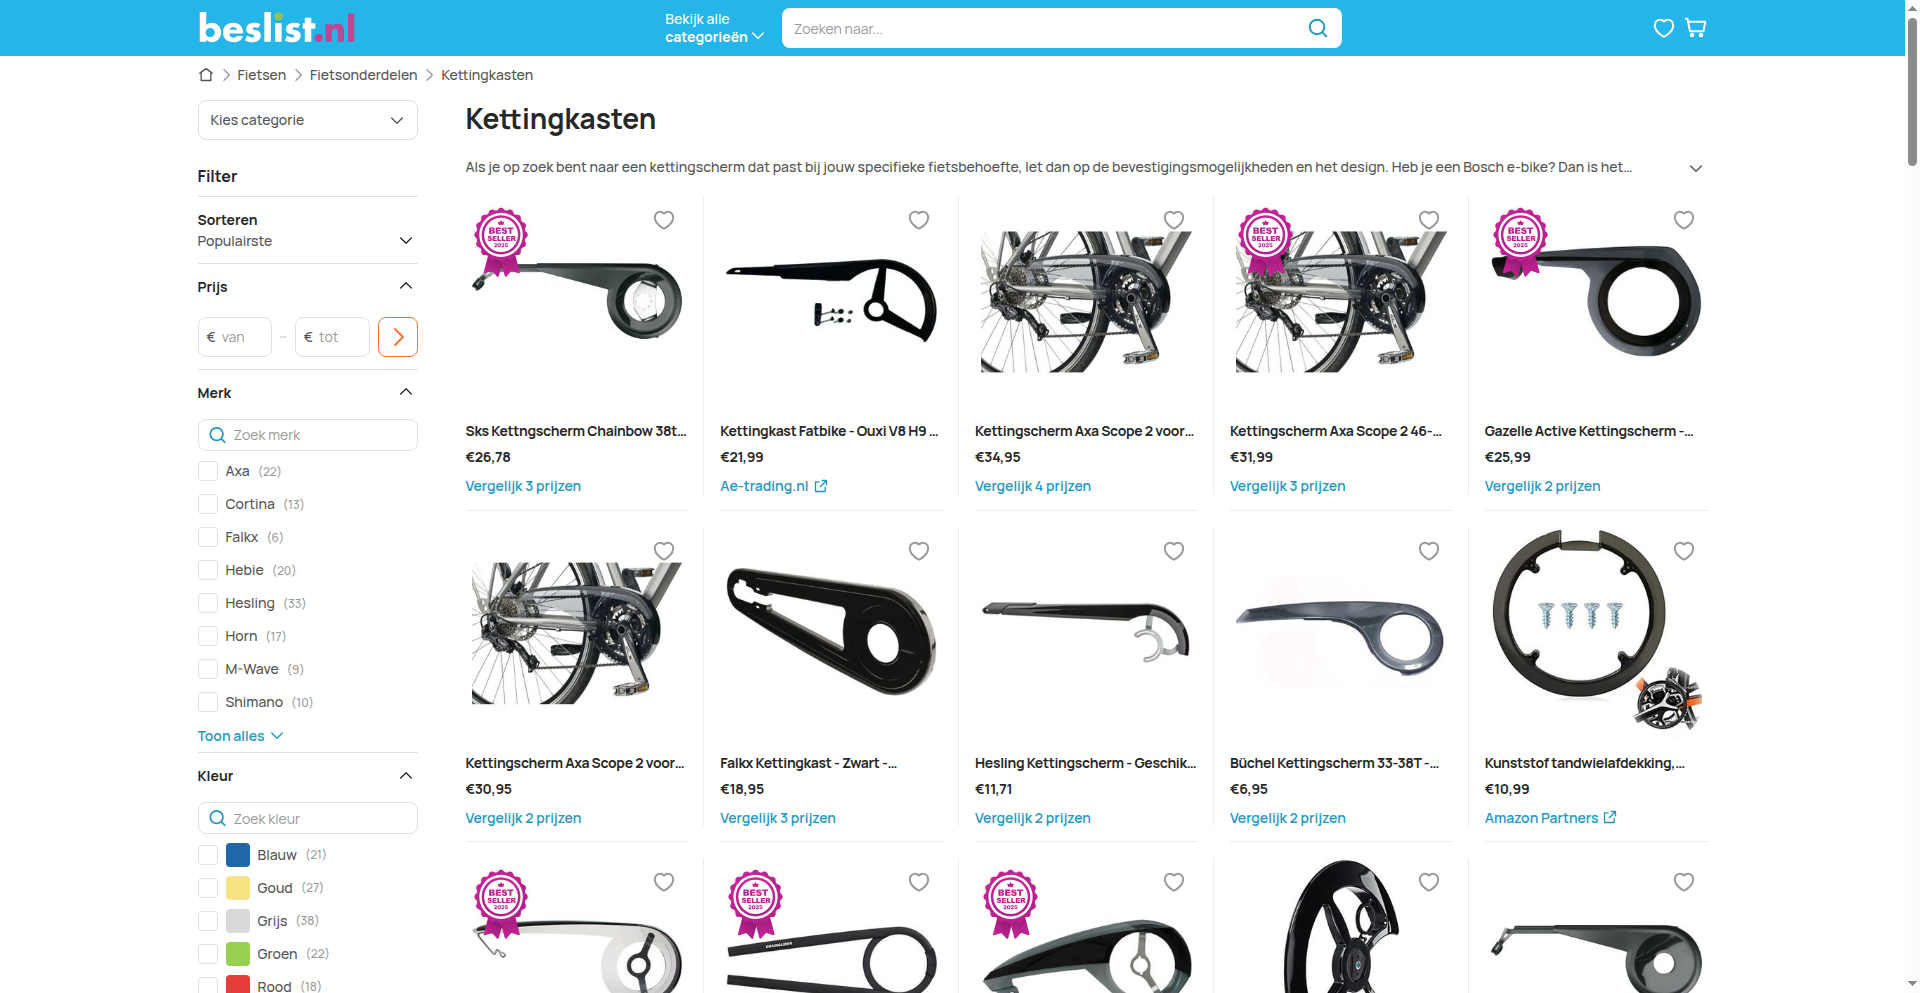 beslist.nl
Bekijk alle
categorieën
Zoeken naar...
Fietsen
Fietsonderdelen
Kettingkasten
Kies categorie
Filter
Sorteren
Populairste
Prijs
€ van
–
€ tot
Merk
Zoek merk
Axa (22)
Cortina (13)
Falkx (6)
Hebie (20)
Hesling (33)
Horn (17)
M-Wave (9)
Shimano (10)
Toon alles
Kleur
Zoek kleur
Blauw (21)
Goud (27)
Grijs (38)
Groen (22)
Rood (18)
Kettingkasten
Als je op zoek bent naar een kettingscherm dat past bij jouw specifieke fietsbehoefte, let dan op de bevestigingsmogelijkheden en het design. Heb je een Bosch e-bike? Dan is het...
BEST
SELLER
2025
Sks Kettngscherm Chainbow 38t...
€26,78
Vergelijk 3 prijzen
Kettingkast Fatbike - Ouxi V8 H9 ...
€21,99
Ae-trading.nl
Kettingscherm Axa Scope 2 voor...
€34,95
Vergelijk 4 prijzen
BEST
SELLER
2025
Kettingscherm Axa Scope 2 46-...
€31,99
Vergelijk 3 prijzen
BEST
SELLER
2025
Gazelle Active Kettingscherm -...
€25,99
Vergelijk 2 prijzen
Kettingscherm Axa Scope 2 voor...
€30,95
Vergelijk 2 prijzen
Falkx Kettingkast - Zwart -...
€18,95
Vergelijk 3 prijzen
Hesling Kettingscherm - Geschik...
€11,71
Vergelijk 2 prijzen
Büchel Kettingscherm 33-38T -...
€6,95
Vergelijk 2 prijzen
Kunststof tandwielafdekking,...
€10,99
Amazon Partners
BEST
SELLER
2025
BEST
SELLER
2025
BEST
SELLER
2025